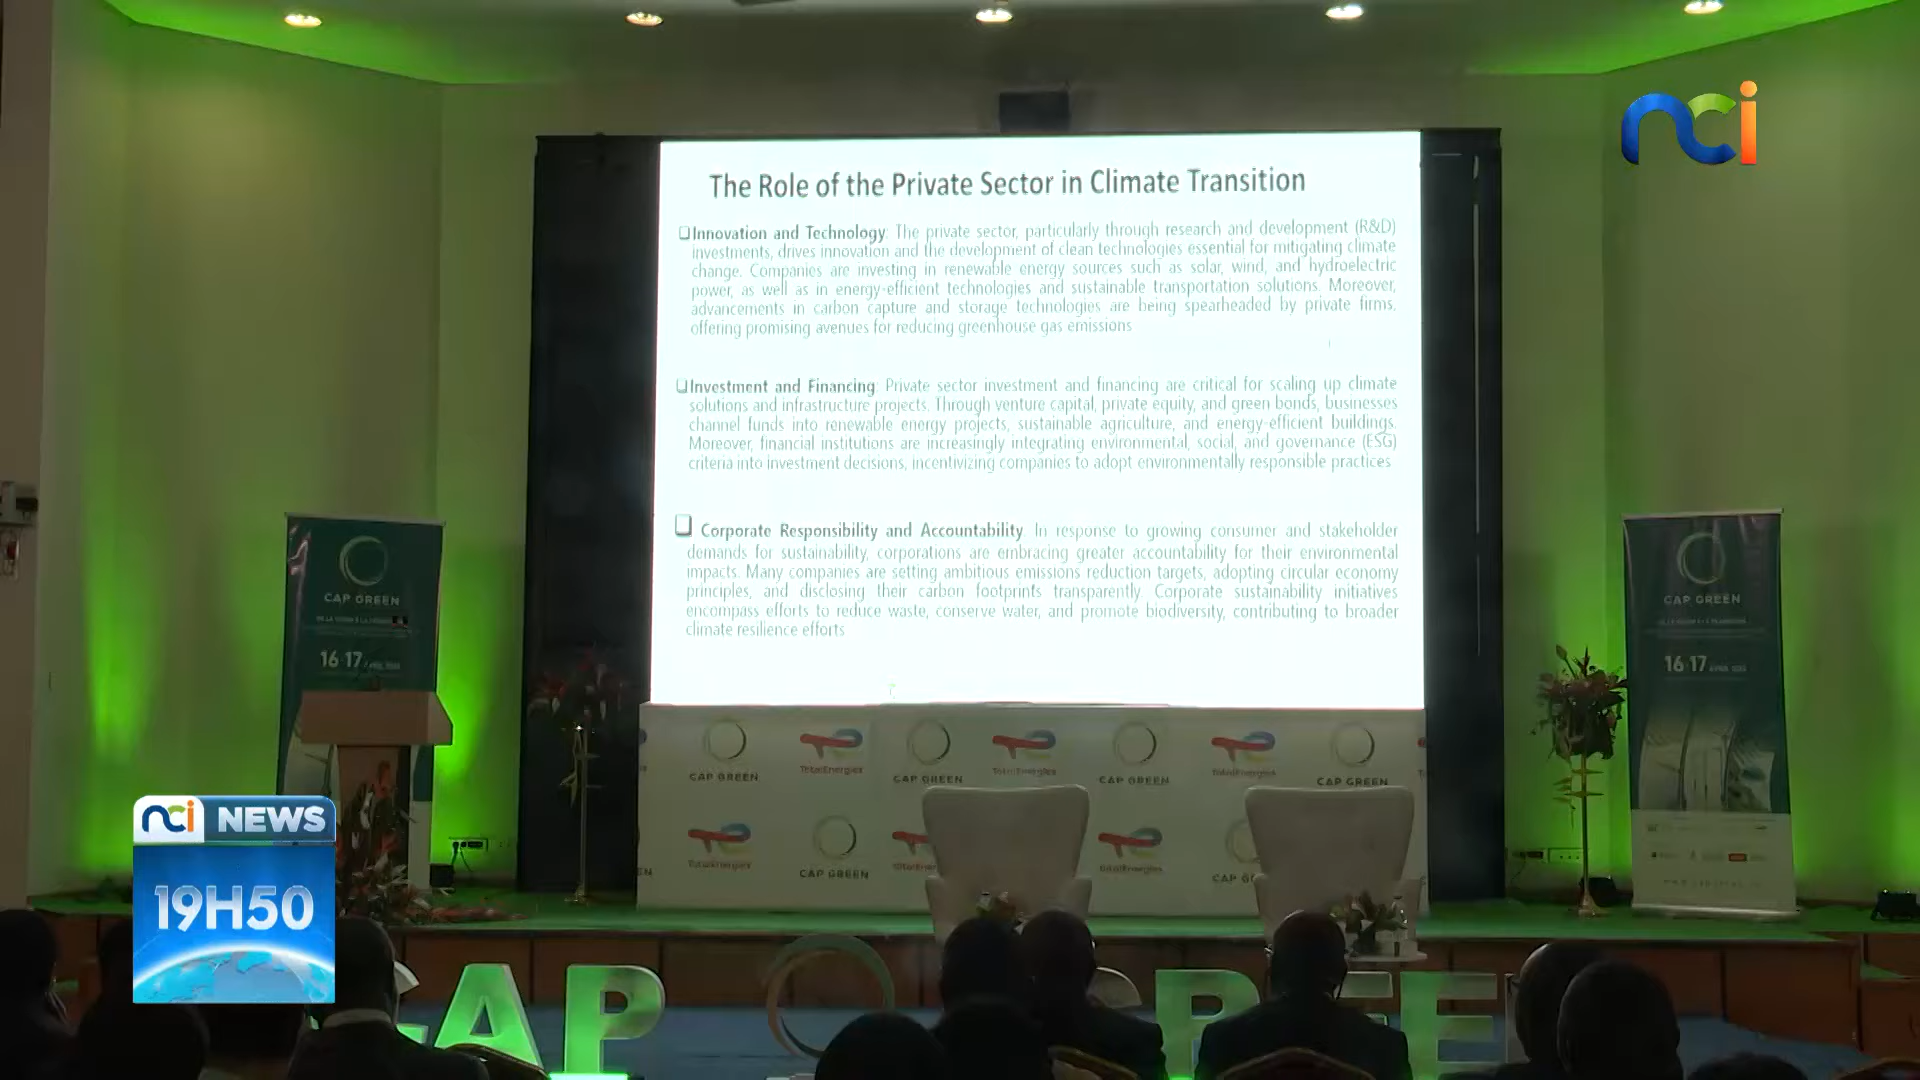 nci
The Role of the Private Sector in Climate Transition
❑Innovation and Technology: The private sector, particularly through research and development (R&D)
investments, drives innovation and the development of clean technologies essential for mitigating climate
change. Companies are investing in renewable energy sources such as solar, wind, and hydroelectric
power, as well as in energy-efficient technologies and sustainable transportation solutions. Moreover,
advancements in carbon capture and storage technologies are being spearheaded by private firms,
offering promising avenues for reducing greenhouse gas emissions
❑Investment and Financing: Private sector investment and financing are critical for scaling up climate
solutions and infrastructure projects. Through venture capital, private equity, and green bonds, businesses
channel funds into renewable energy projects, sustainable agriculture, and energy-efficient buildings.
Moreover, financial institutions are increasingly integrating environmental, social, and governance (ESG)
criteria into investment decisions, incentivizing companies to adopt environmentally responsible practices
❑ Corporate Responsibility and Accountability. In response to growing consumer and stakeholder
demands for sustainability, corporations are embracing greater accountability for their environmental
impacts. Many companies are setting ambitious emissions reduction targets, adopting circular economy
principles, and disclosing their carbon footprints transparently. Corporate sustainability initiatives
encompass efforts to reduce waste, conserve water, and promote biodiversity, contributing to broader
climate resilience efforts
CAP GREEN
16-17
CAP GREEN
16-17
CAP GREEN
TotalEnergies
CAP GREEN
TotalEnergies
CAP GREEN
TotalEnergies
CAP GREEN
TotalEnergies
CAP GREEN
TotalEner
TotalEnergies
CAP G
nci NEWS
19H50
CAP GREE